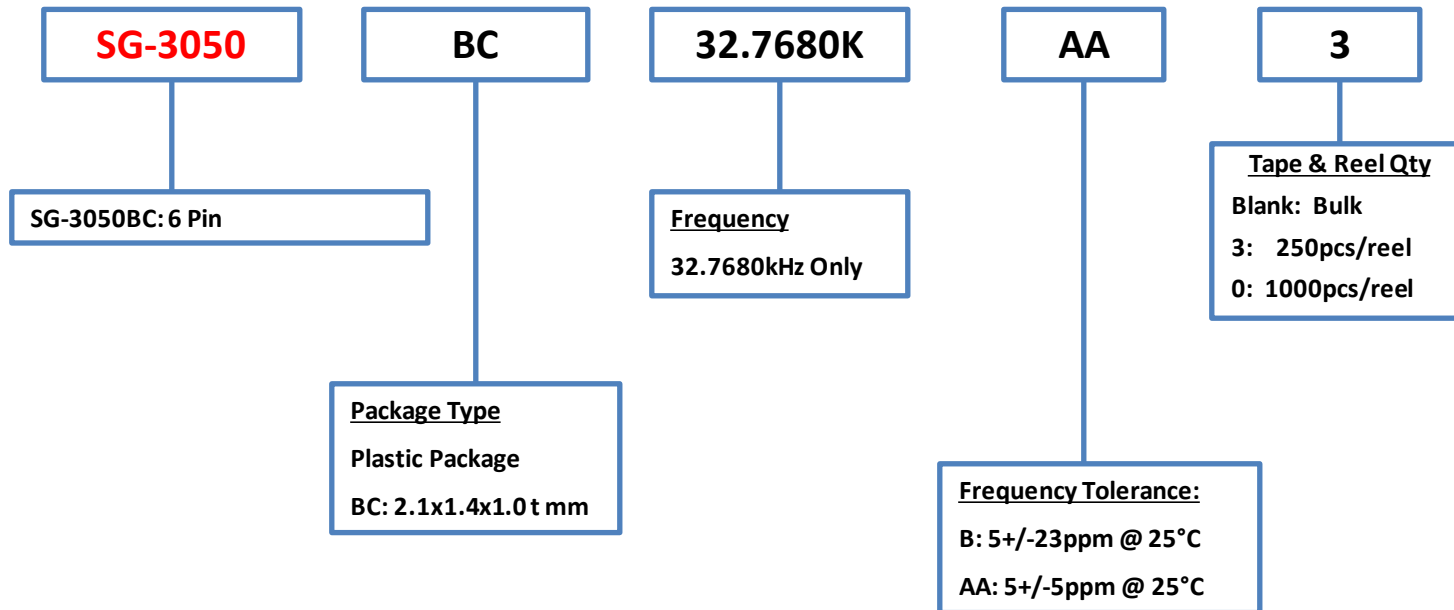 SG-3050
BC
32.7680K
AA
3
SG-3050BC: 6 Pin
Package Type
Plastic Package
BC: 2.1x1.4x1.0 t mm
Frequency
32.7680kHz Only
Frequency Tolerance:
B: 5+/-23ppm @ 25°C
AA: 5+/-5ppm @ 25°C
Tape & Reel Qty
Blank: Bulk
3: 250pcs/reel
0: 1000pcs/reel